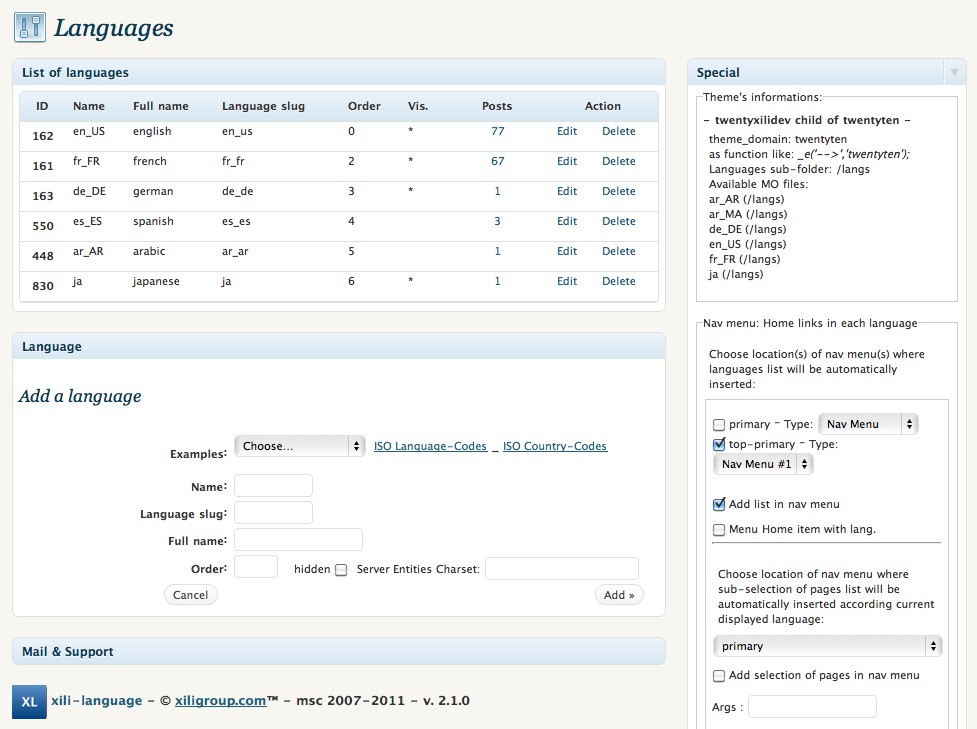 Languages
List of languages
ID Name Full name Language slug Order Vis. Posts Action
162 en_US english en_us 0 * 77 Edit Delete
161 fr_FR french fr_fr 2 * 67 Edit Delete
163 de_DE german de_de 3 * 1 Edit Delete
550 es_ES spanish es_es 4 3 Edit Delete
448 ar_AR arabic ar_ar 5 1 Edit Delete
830 ja japanese ja 6 * 1 Edit Delete
Language
Add a language
Examples: Choose... ISO Language-Codes _ ISO Country-Codes
Name:
Language slug:
Full name:
Order: hidden Server Entities Charset:
Cancel Add »
Mail & Support
XL xili-language - © xiligroup.com™ - msc 2007-2011 - v. 2.1.0
Special
Theme's informations:
- twentyxilidev child of twentyten -
theme_domain: twentyten
as function like: _e('-->','twentyten');
Languages sub-folder: /langs
Available MO files:
ar_AR (/langs)
ar_MA (/langs)
de_DE (/langs)
en_US (/langs)
fr_FR (/langs)
ja (/langs)
Nav menu: Home links in each language
Choose location(s) of nav menu(s) where
languages list will be automatically
inserted:
primary - Type: Nav Menu
top-primary - Type:
Nav Menu #1
Add list in nav menu
Menu Home item with lang.
Choose location of nav menu where
sub-selection of pages list will be
automatically inserted according current
displayed language:
primary
Add selection of pages in nav menu
Args :